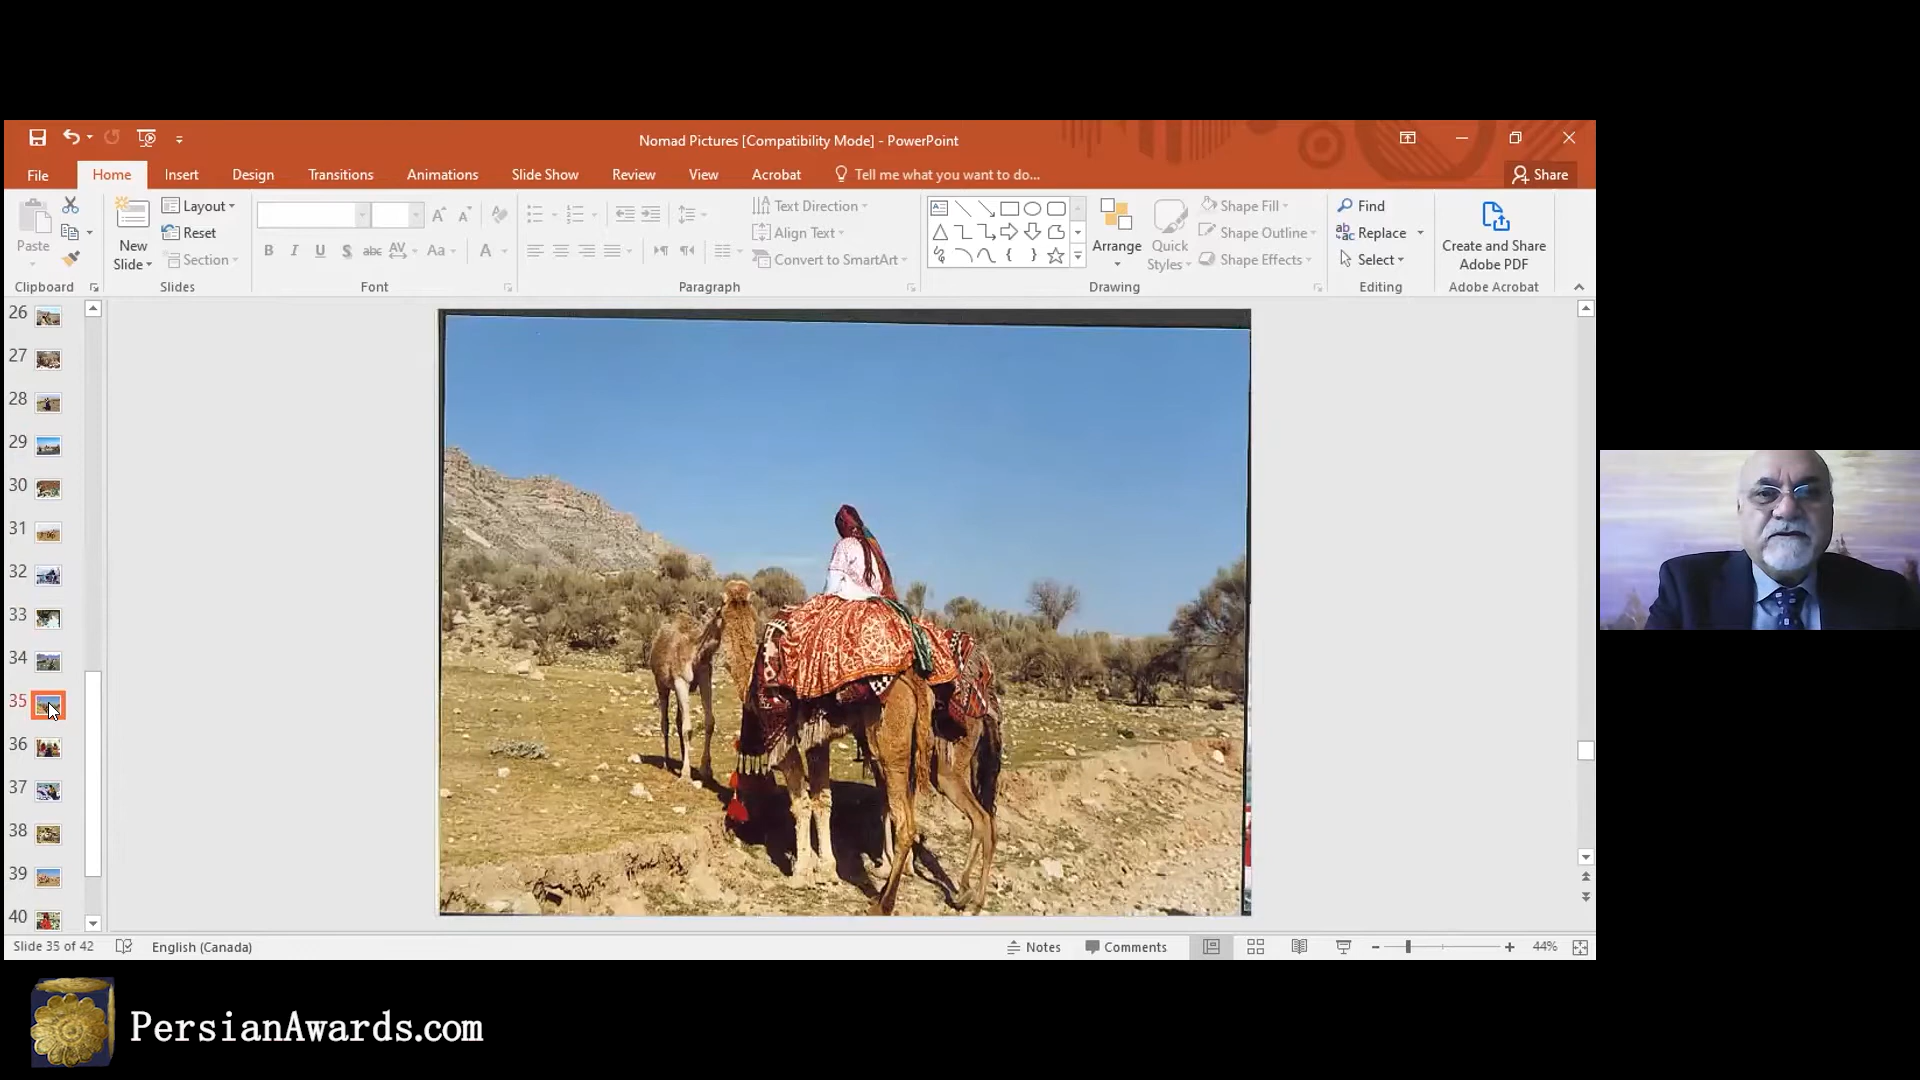 Nomad Pictures [Compatibility Mode] - PowerPoint
File Home Insert Design Transitions Animations Slide Show Review View Acrobat Tell me what you want to do... Share
Paste
New Slide
Layout
Reset
Section
B I U S abc AV Aa A
Text Direction
Align Text
Convert to SmartArt
Arrange
Quick Styles
Shape Fill
Shape Outline
Shape Effects
Find
Replace
Select
Create and Share Adobe PDF
Clipboard Slides Font Paragraph Drawing Editing Adobe Acrobat
26
27
28
29
30
31
32
33
34
35
36
37
38
39
40
Slide 35 of 42 English (Canada) Notes Comments 44%
PersianAwards.com